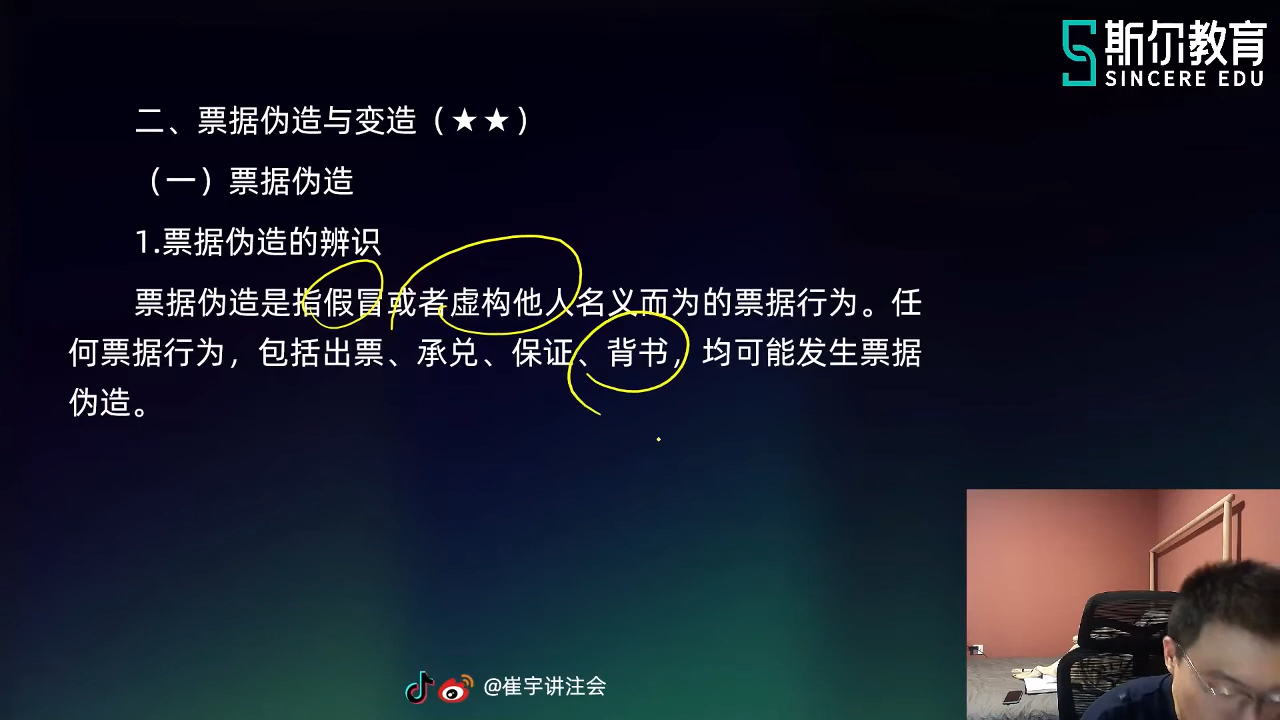 斯尔教育
SINCERE EDU
二、票据伪造与变造（★★）
（一）票据伪造
1.票据伪造的辨识
票据伪造是指假冒或者虚构他人名义而为的票据行为。任
何票据行为，包括出票、承兑、保证、背书，均可能发生票据
伪造。
@崔宇讲注会